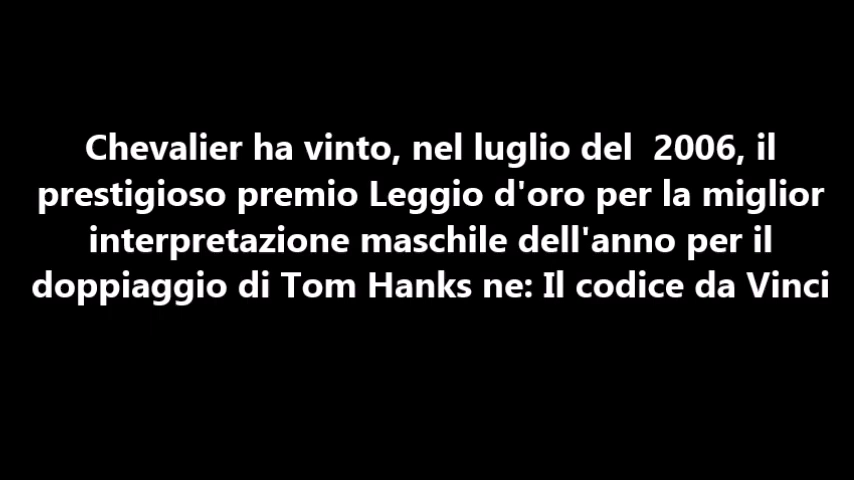 Chevalier ha vinto, nel luglio del  2006, il
prestigioso premio Leggio d'oro per la miglior
interpretazione maschile dell'anno per il
doppiaggio di Tom Hanks ne: Il codice da Vinci